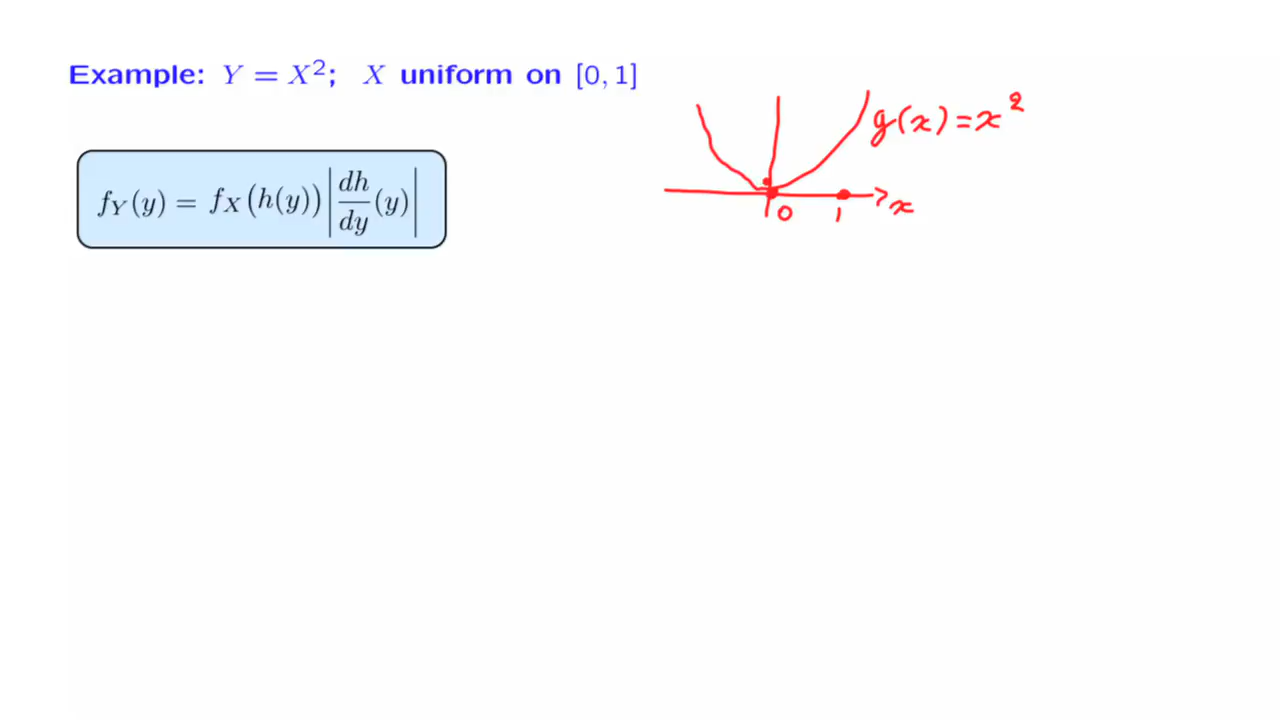 Example: Y = X²; X uniform on [0, 1]
g(x) = x²
f_Y(y) = f_X(h(y)) |dh/dy (y)|
0 1 x